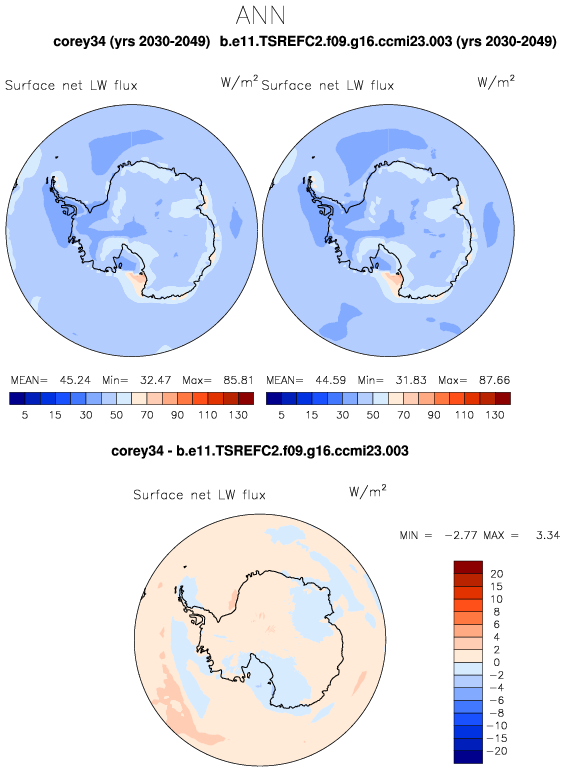 ANN
corey34 (yrs 2030-2049) b.e11.TSREFC2.f09.g16.ccmi23.003 (yrs 2030-2049)
Surface net LW flux W/m² Surface net LW flux W/m²
MEAN= 45.24 Min= 32.47 Max= 85.81 MEAN= 44.59 Min= 31.83 Max= 87.66
5 15 30 50 70 90 110 130 5 15 30 50 70 90 110 130
corey34 - b.e11.TSREFC2.f09.g16.ccmi23.003
Surface net LW flux W/m²
MIN = -2.77 MAX = 3.34
20
15
10
8
6
4
2
0
-2
-4
-6
-8
-10
-15
-20